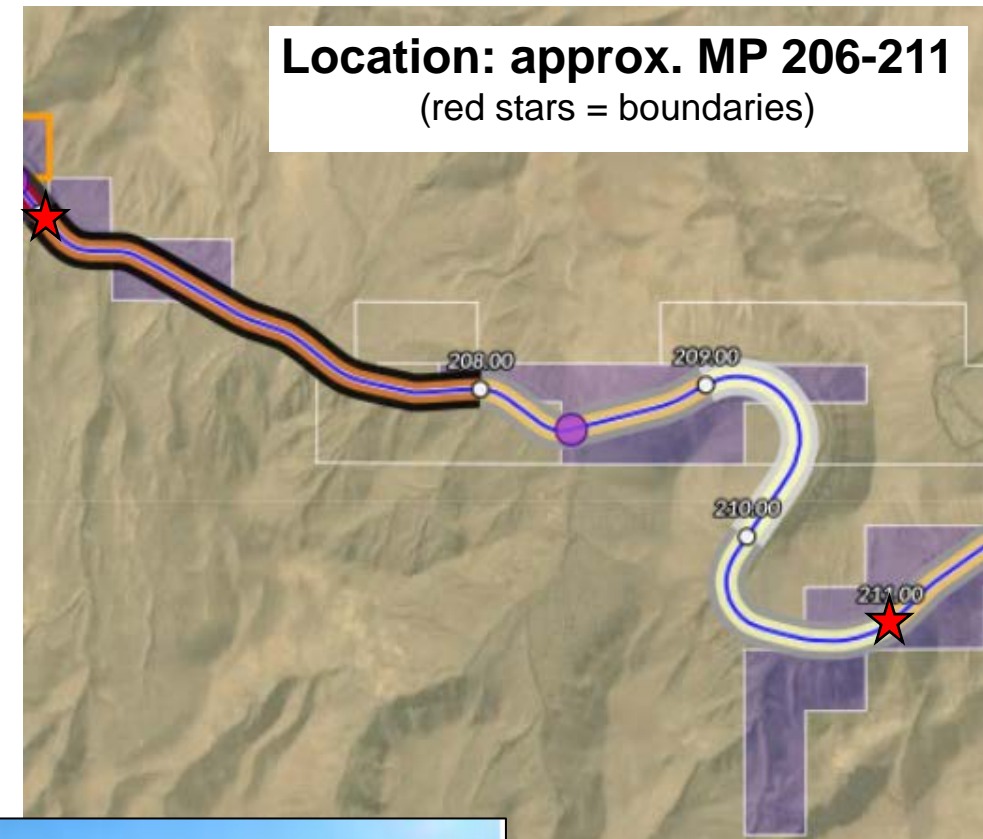 Location: approx. MP 206-211
(red stars = boundaries)
208.00
209.00
210.00
211.00